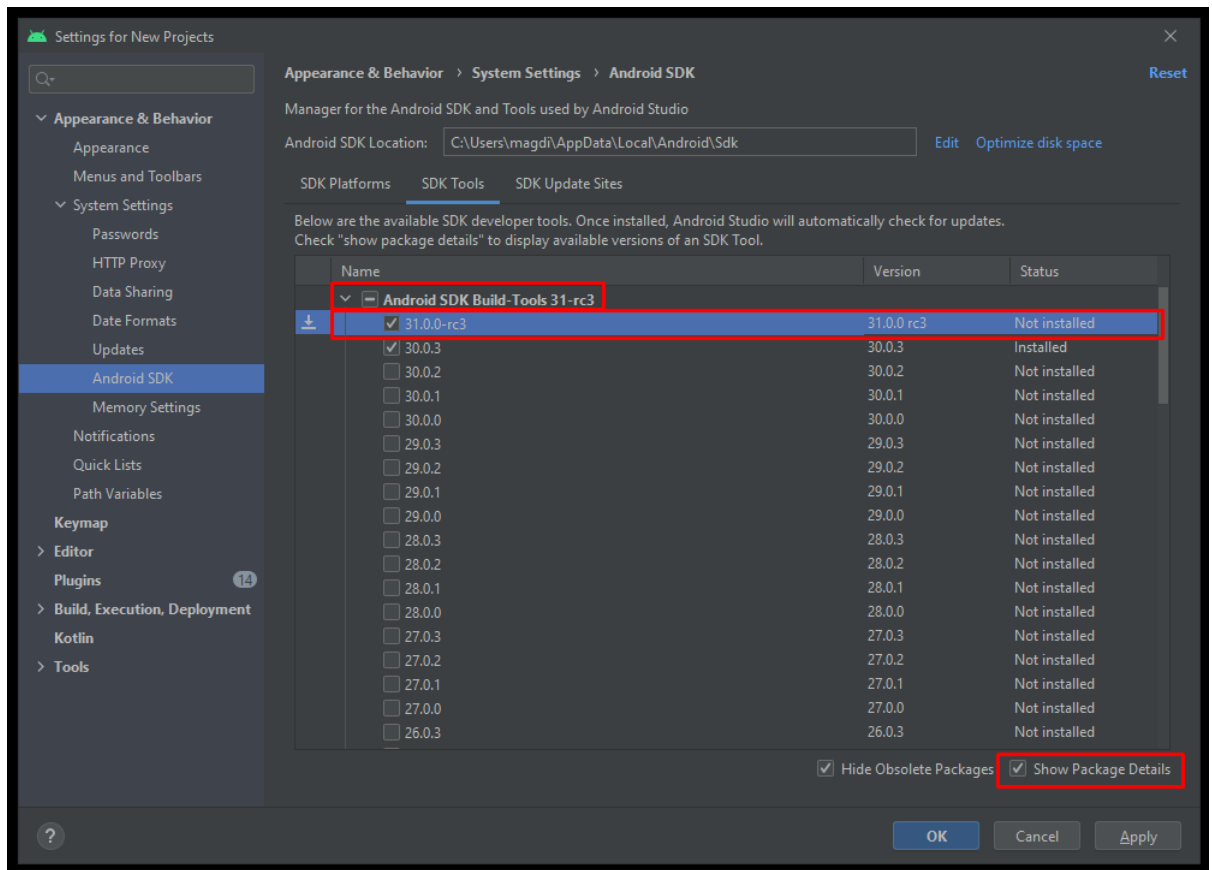 Settings for New Projects
Appearance & Behavior
Appearance
Menus and Toolbars
System Settings
Passwords
HTTP Proxy
Data Sharing
Date Formats
Updates
Android SDK
Memory Settings
Notifications
Quick Lists
Path Variables
Keymap
Editor
Plugins 14
Build, Execution, Deployment
Kotlin
Tools
Appearance & Behavior › System Settings › Android SDK Reset
Manager for the Android SDK and Tools used by Android Studio
Android SDK Location: C:\Users\magdi\AppData\Local\Android\Sdk Edit Optimize disk space
SDK Platforms SDK Tools SDK Update Sites
Below are the available SDK developer tools. Once installed, Android Studio will automatically check for updates.
Check "show package details" to display available versions of an SDK Tool.
Name Version Status
Android SDK Build-Tools 31-rc3
31.0.0-rc3 31.0.0 rc3 Not installed
30.0.3 30.0.3 Installed
30.0.2 30.0.2 Not installed
30.0.1 30.0.1 Not installed
30.0.0 30.0.0 Not installed
29.0.3 29.0.3 Not installed
29.0.2 29.0.2 Not installed
29.0.1 29.0.1 Not installed
29.0.0 29.0.0 Not installed
28.0.3 28.0.3 Not installed
28.0.2 28.0.2 Not installed
28.0.1 28.0.1 Not installed
28.0.0 28.0.0 Not installed
27.0.3 27.0.3 Not installed
27.0.2 27.0.2 Not installed
27.0.1 27.0.1 Not installed
27.0.0 27.0.0 Not installed
26.0.3 26.0.3 Not installed
Hide Obsolete Packages Show Package Details
? OK Cancel Apply